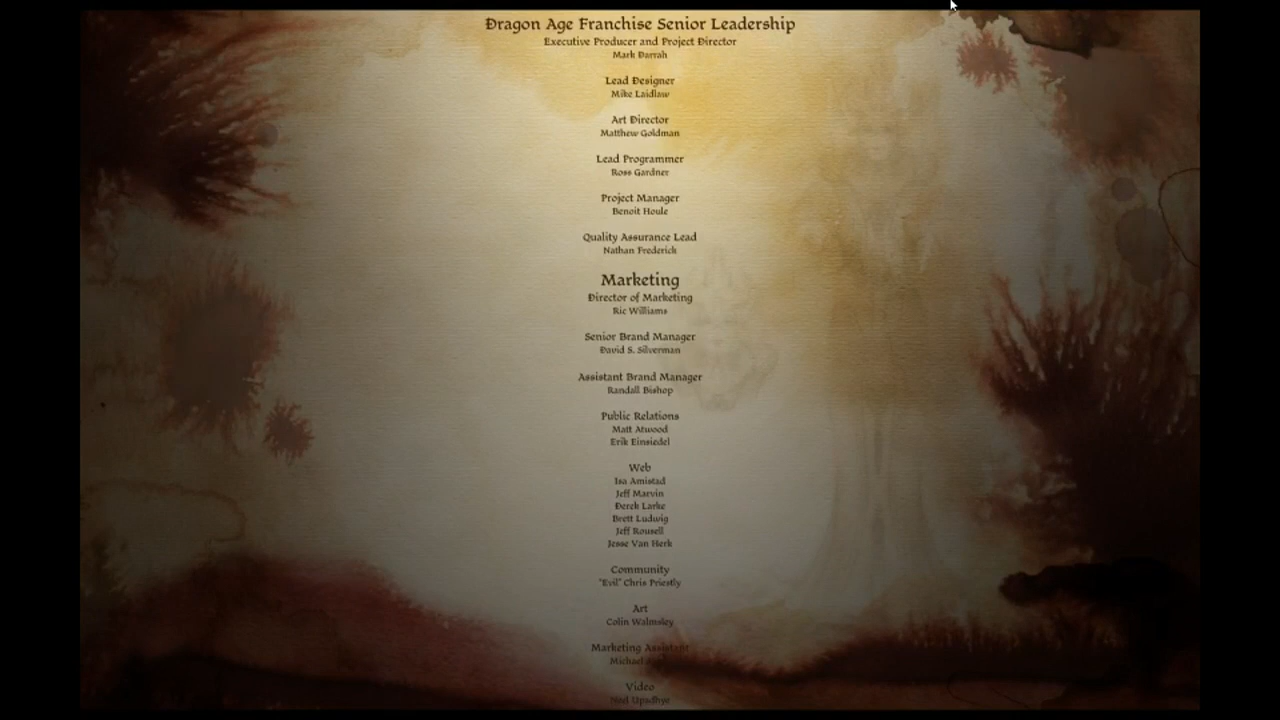 Dragon Age Franchise Senior Leadership
Executive Producer and Project Director
Mark Darrah
Lead Designer
Mike Laidlaw
Art Director
Matthew Goldman
Lead Programmer
Ross Gardner
Project Manager
Benoit Houle
Quality Assurance Lead
Nathan Frederick
Marketing
Director of Marketing
Ric Williams
Senior Brand Manager
David S. Silverman
Assistant Brand Manager
Randall Bishop
Public Relations
Matt Atwood
Erik Einsiedel
Web
Isa Amistad
Jeff Marvin
Derek Larke
Brett Ludwig
Jeff Rousell
Jesse Van Herk
Community
"Evil" Chris Priestly
Art
Colin Walmsley
Marketing Assistant
Michael
Video
Ned Upadhye